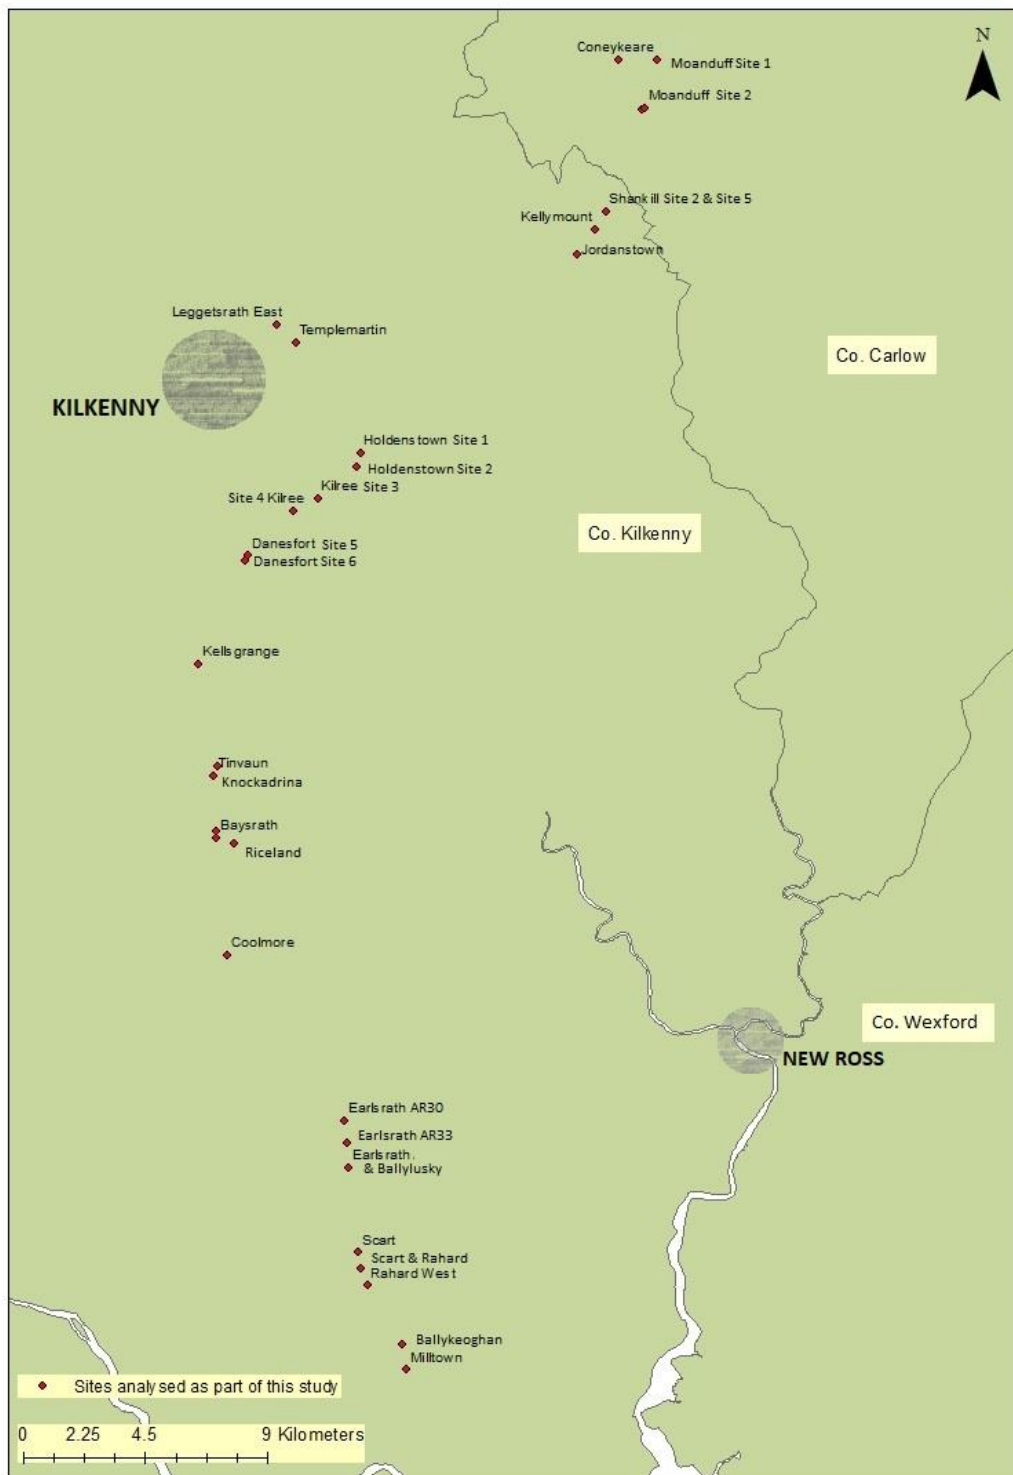 N
Coneykeare
Moanduff Site 1
Moanduff Site 2
Shankill Site 2 & Site 5
Kellymount
Jordanstown
Leggetsrath East
Templemartin
Co. Carlow
KILKENNY
Holdenstown Site 1
Holdenstown Site 2
Kilree Site 3
Site 4 Kilree
Co. Kilkenny
Danesfort Site 5
Danesfort Site 6
Kellsgrange
Tinvaun
Knockadrina
Baysrath
Riceland
Coolmore
Co. Wexford
NEW ROSS
Earlsrath AR30
Earlsrath AR33
Earlsrath.
& Ballylusky
Scart
Scart & Rahard
Rahard West
Ballykeoghan
Milltown
Sites analysed as part of this study
0 2.25 4.5 9 Kilometers